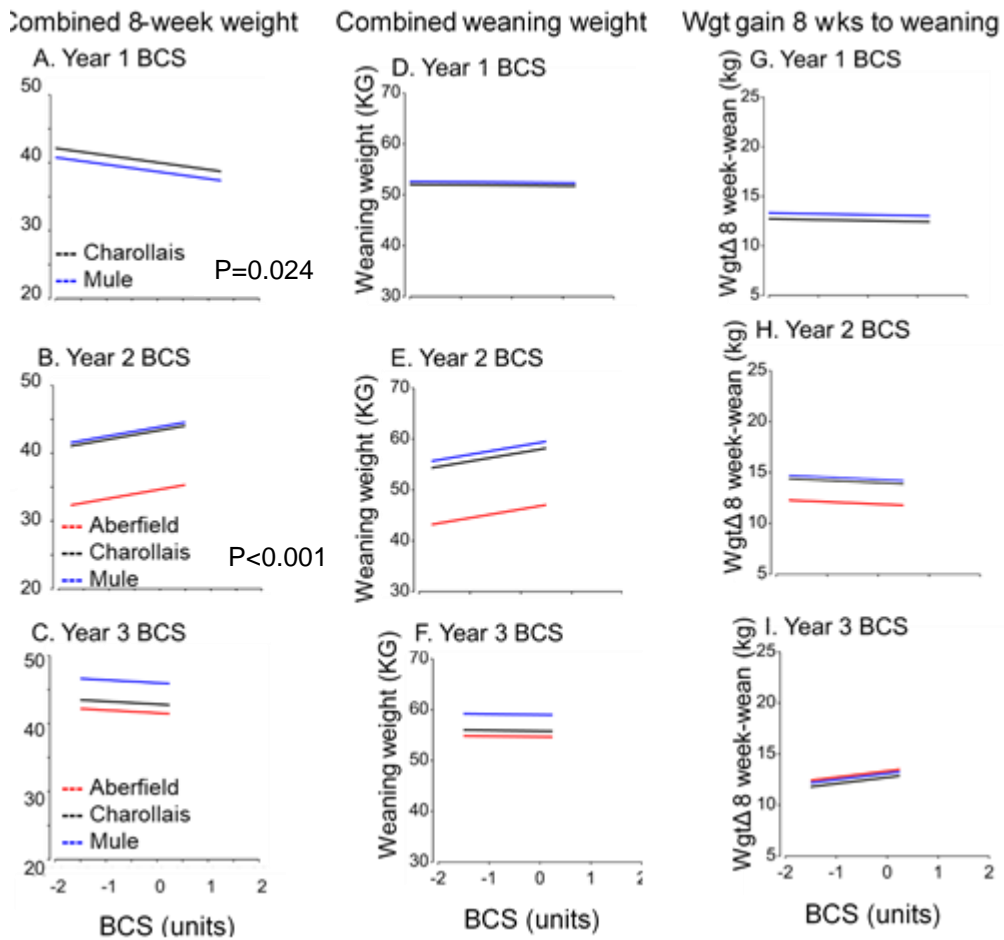 Combined 8-week weight
Combined weaning weight
Wgt gain 8 wks to weaning
A. Year 1 BCS
50
40
30
20
Charollais
Mule
P=0.024
D. Year 1 BCS
Weaning weight (KG)
70
60
50
40
30
G. Year 1 BCS
WgtΔ8 week-wean (kg)
25
20
15
10
5
B. Year 2 BCS
50
40
30
20
Aberfield
Charollais
Mule
P<0.001
E. Year 2 BCS
Weaning weight (KG)
70
60
50
40
30
H. Year 2 BCS
WgtΔ8 week-wean (kg)
25
20
15
10
5
C. Year 3 BCS
50
40
30
20
Aberfield
Charollais
Mule
-2 -1 0 1 2
BCS (units)
F. Year 3 BCS
Weaning weight (KG)
70
60
50
40
30
-2 -1 0 1 2
BCS (units)
I. Year 3 BCS
WgtΔ8 week-wean (kg)
25
20
15
10
5
-2 -1 0 1 2
BCS (units)